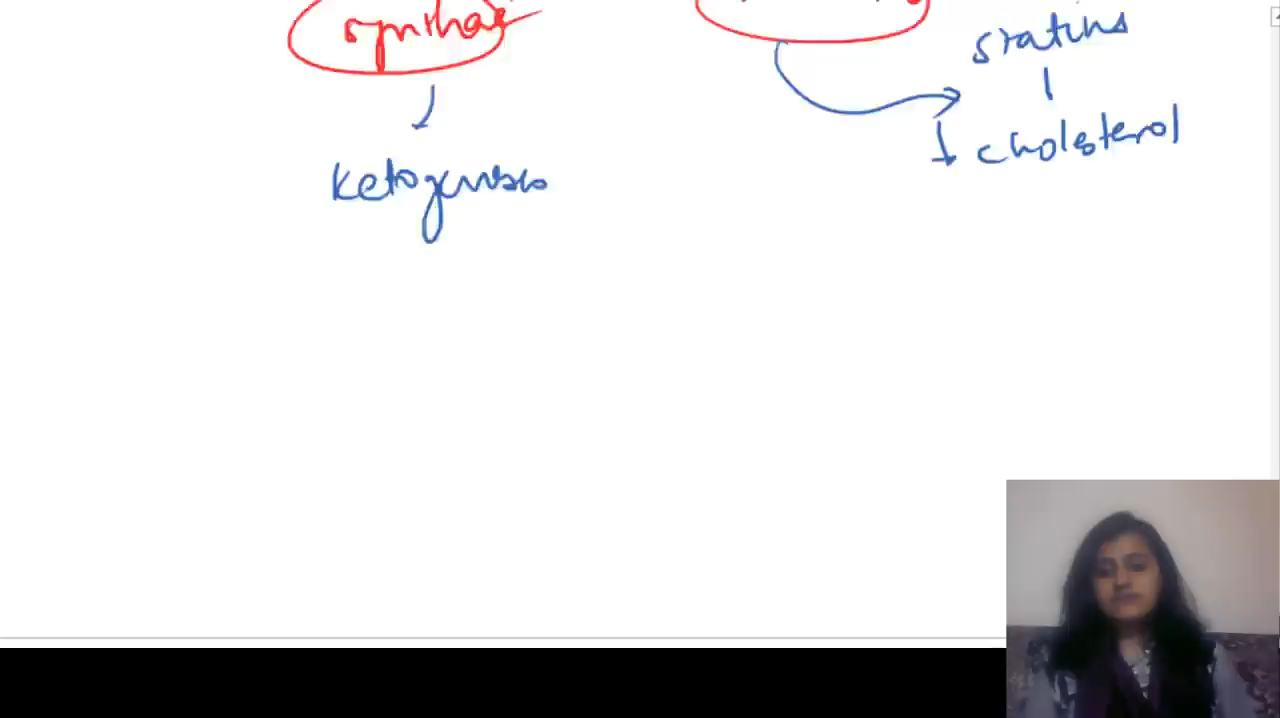 synthase
statins
↓ cholesterol
ketogenesis